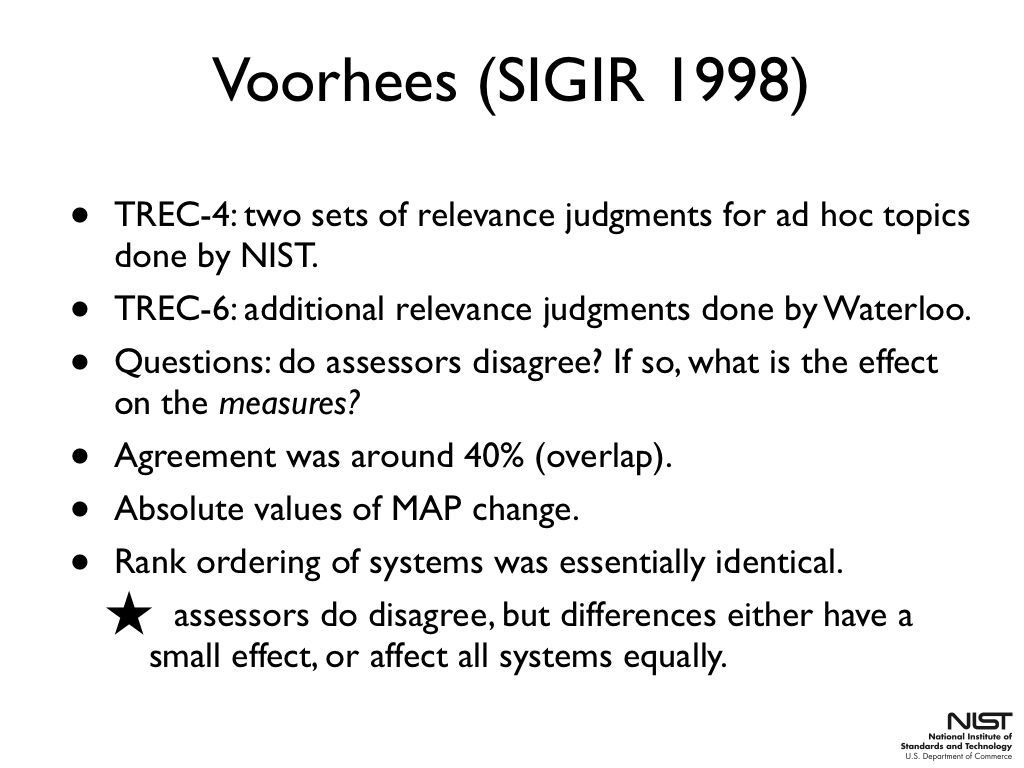 Voorhees (SIGIR 1998)
• TREC-4: two sets of relevance judgments for ad hoc topics
done by NIST.
• TREC-6: additional relevance judgments done by Waterloo.
• Questions: do assessors disagree? If so, what is the effect
on the measures?
• Agreement was around 40% (overlap).
• Absolute values of MAP change.
• Rank ordering of systems was essentially identical.
★ assessors do disagree, but differences either have a
small effect, or affect all systems equally.
NIST
National Institute of
Standards and Technology
U.S. Department of Commerce